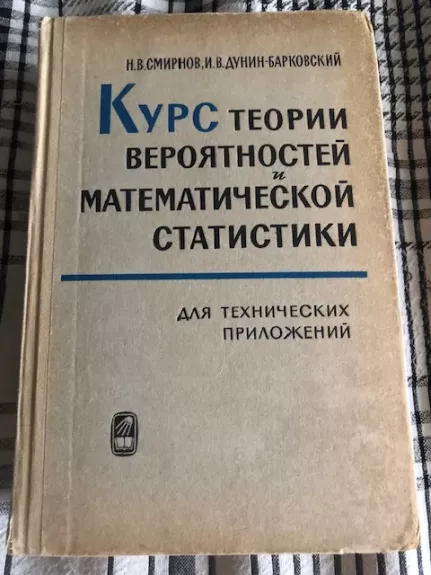 Н.В.СМИРНОВ, И.В.ДУНИН-БАРКОВСКИЙ
КУРС ТЕОРИИ
ВЕРОЯТНОСТЕЙ
и
МАТЕМАТИЧЕСКОЙ
СТАТИСТИКИ
ДЛЯ ТЕХНИЧЕСКИХ
ПРИЛОЖЕНИЙ